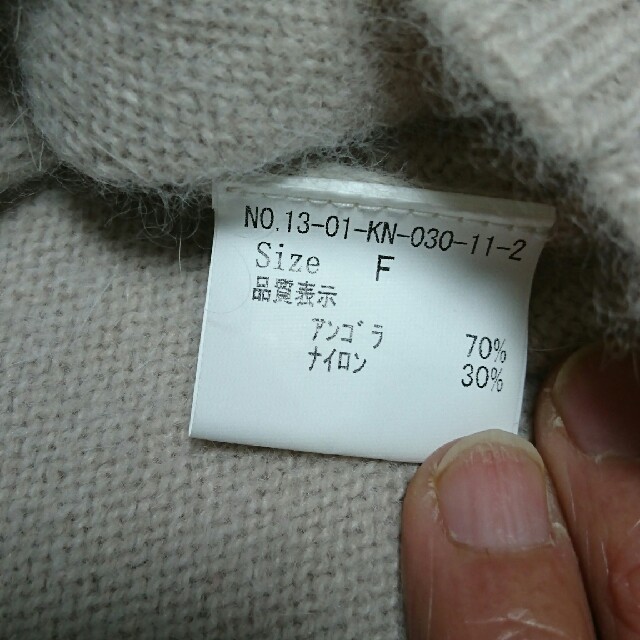 NO.13-01-KN-030-11-2
Size F
品質表示
アンゴラ 70%
ナイロン 30%